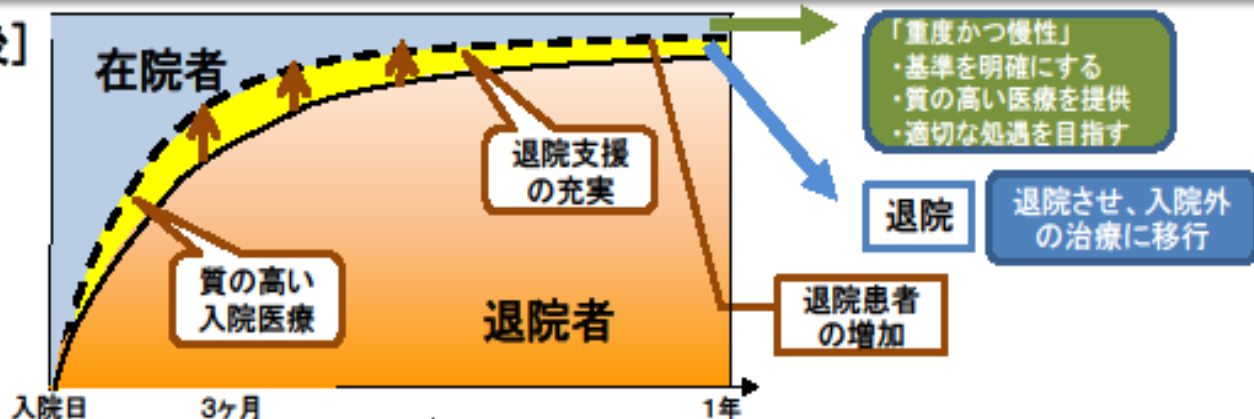 後]
在院者
「重度かつ慢性」
・基準を明確にする
・質の高い医療を提供
・適切な処遇を目指す
退院支援
の充実
退院
退院させ、入院外
の治療に移行
質の高い
入院医療
退院者
退院患者
の増加
入院日
3ヶ月
1年